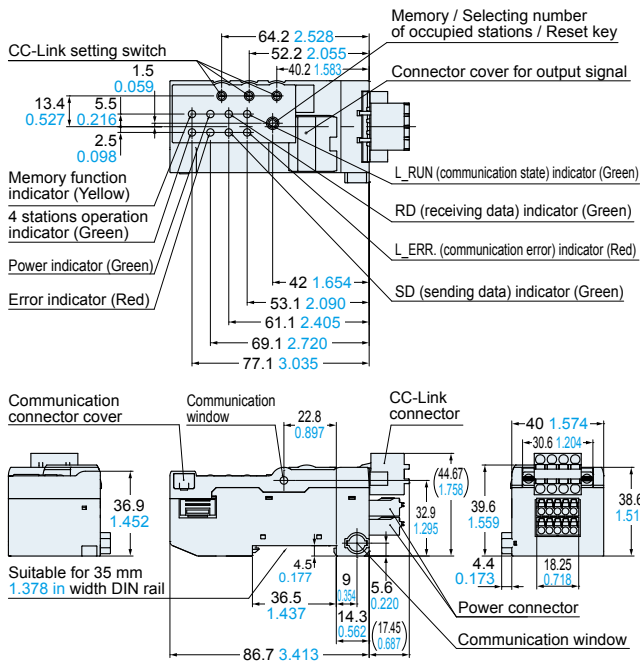 64.2 2.528
52.2 2.055
40.2 1.583
Memory / Selecting number
of occupied stations / Reset key
CC-Link setting switch
Connector cover for output signal
1.5
0.059
13.4
0.527
5.5
0.216
2.5
0.098
L_RUN (communication state) indicator (Green)
Memory function
indicator (Yellow)
RD (receiving data) indicator (Green)
4 stations operation
indicator (Green)
L_ERR. (communication error) indicator (Red)
Power indicator (Green)
42 1.654
SD (sending data) indicator (Green)
Error indicator (Red)
53.1 2.090
61.1 2.405
69.1 2.720
77.1 3.035
Communication
connector cover
Communication
window
22.8
0.897
CC-Link
connector
40 1.574
30.6 1.204
36.9
1.452
(44.67)
(1.758)
32.9
1.295
39.6
1.559
38.6
1.51
4.5
0.177
Suitable for 35 mm
1.378 in width DIN rail
36.5
1.437
9
0.354
14.3
0.562
5.6
0.220
(17.45)
(0.687)
4.4
0.173
18.25
0.718
Power connector
Communication window
86.7 3.413